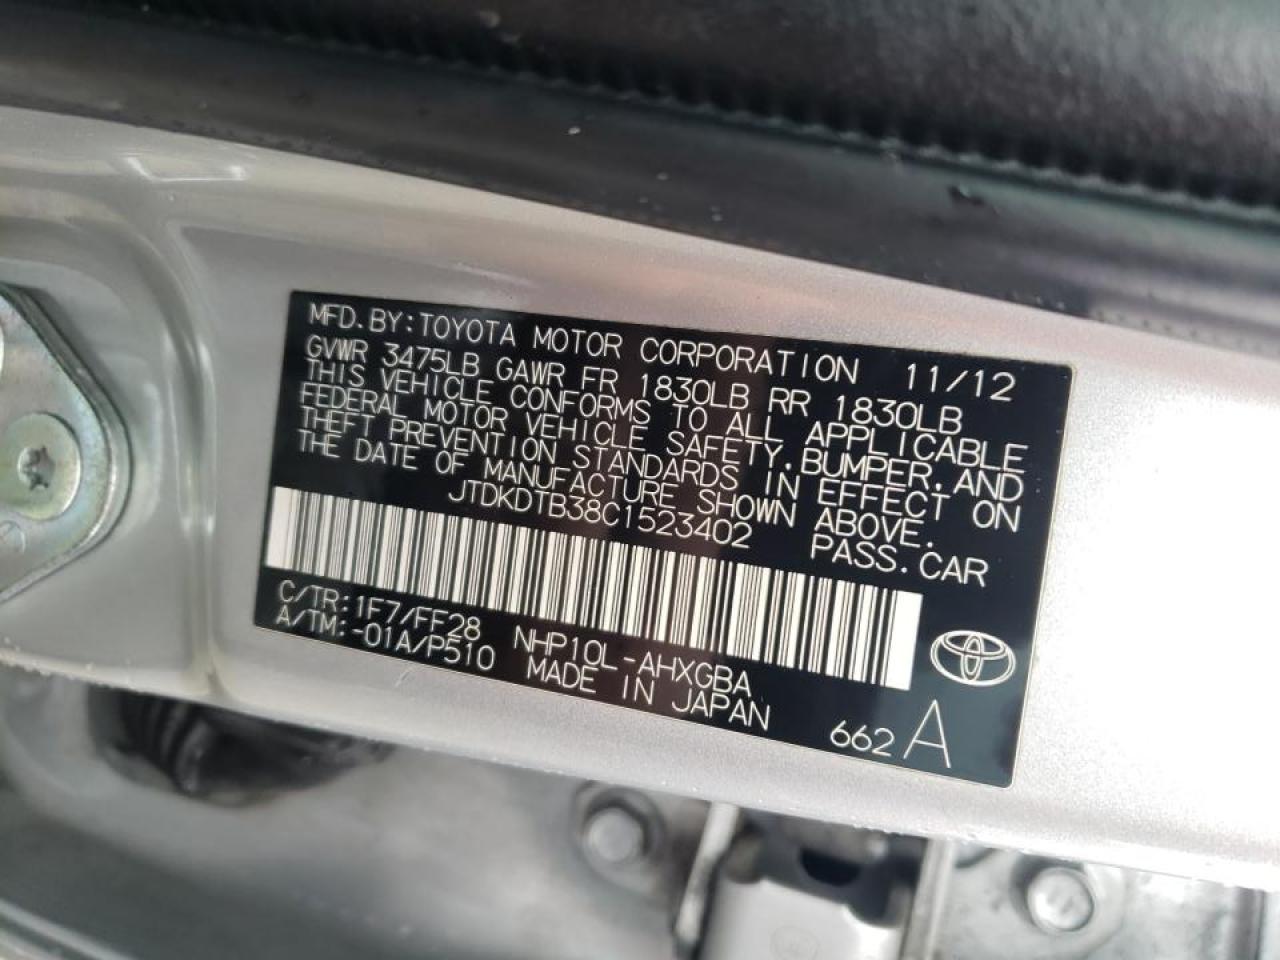 MFD.BY:TOYOTA MOTOR CORPORATION 11/12
GVWR 3475LB GAWR FR 1830LB RR 1830LB
THIS VEHICLE CONFORMS TO ALL APPLICABLE
FEDERAL MOTOR VEHICLE SAFETY,BUMPER,AND
THEFT PREVENTION STANDARDS IN EFFECT ON
THE DATE OF MANUFACTURE SHOWN ABOVE.
JTDKDTB38C1523402 PASS.CAR
C/TR:1F7/FF28 NHP10L-AHXGBA
A/TM:-01A/P510 MADE IN JAPAN
662 A